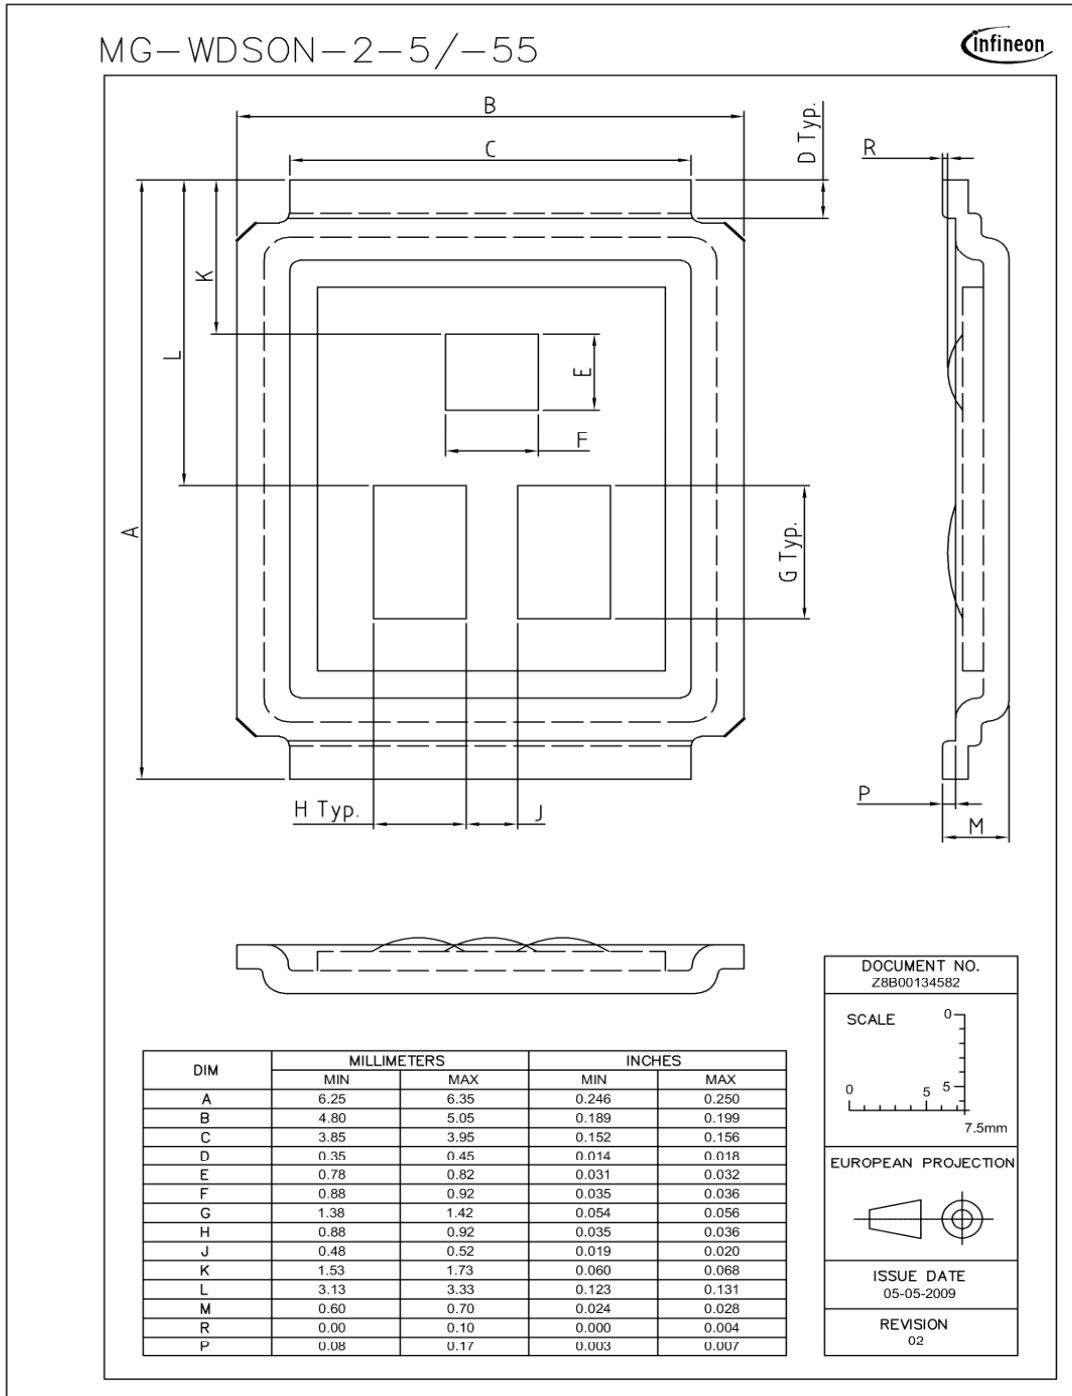 MG-WDSON-2-5/-55
infineon
B
C
D Typ.
R
K
L
E
F
A
G Typ.
H Typ.
J
P
M
DOCUMENT NO.
Z8B00134582
SCALE
0
0
5
5
7.5mm
EUROPEAN PROJECTION
ISSUE DATE
05-05-2009
REVISION
02
DIM MILLIMETERS INCHES
MIN MAX MIN MAX
A 6.25 6.35 0.246 0.250
B 4.80 5.05 0.189 0.199
C 3.85 3.95 0.152 0.156
D 0.35 0.45 0.014 0.018
E 0.78 0.82 0.031 0.032
F 0.88 0.92 0.035 0.036
G 1.38 1.42 0.054 0.056
H 0.88 0.92 0.035 0.036
J 0.48 0.52 0.019 0.020
K 1.53 1.73 0.060 0.068
L 3.13 3.33 0.123 0.131
M 0.60 0.70 0.024 0.028
R 0.00 0.10 0.000 0.004
P 0.08 0.17 0.003 0.007